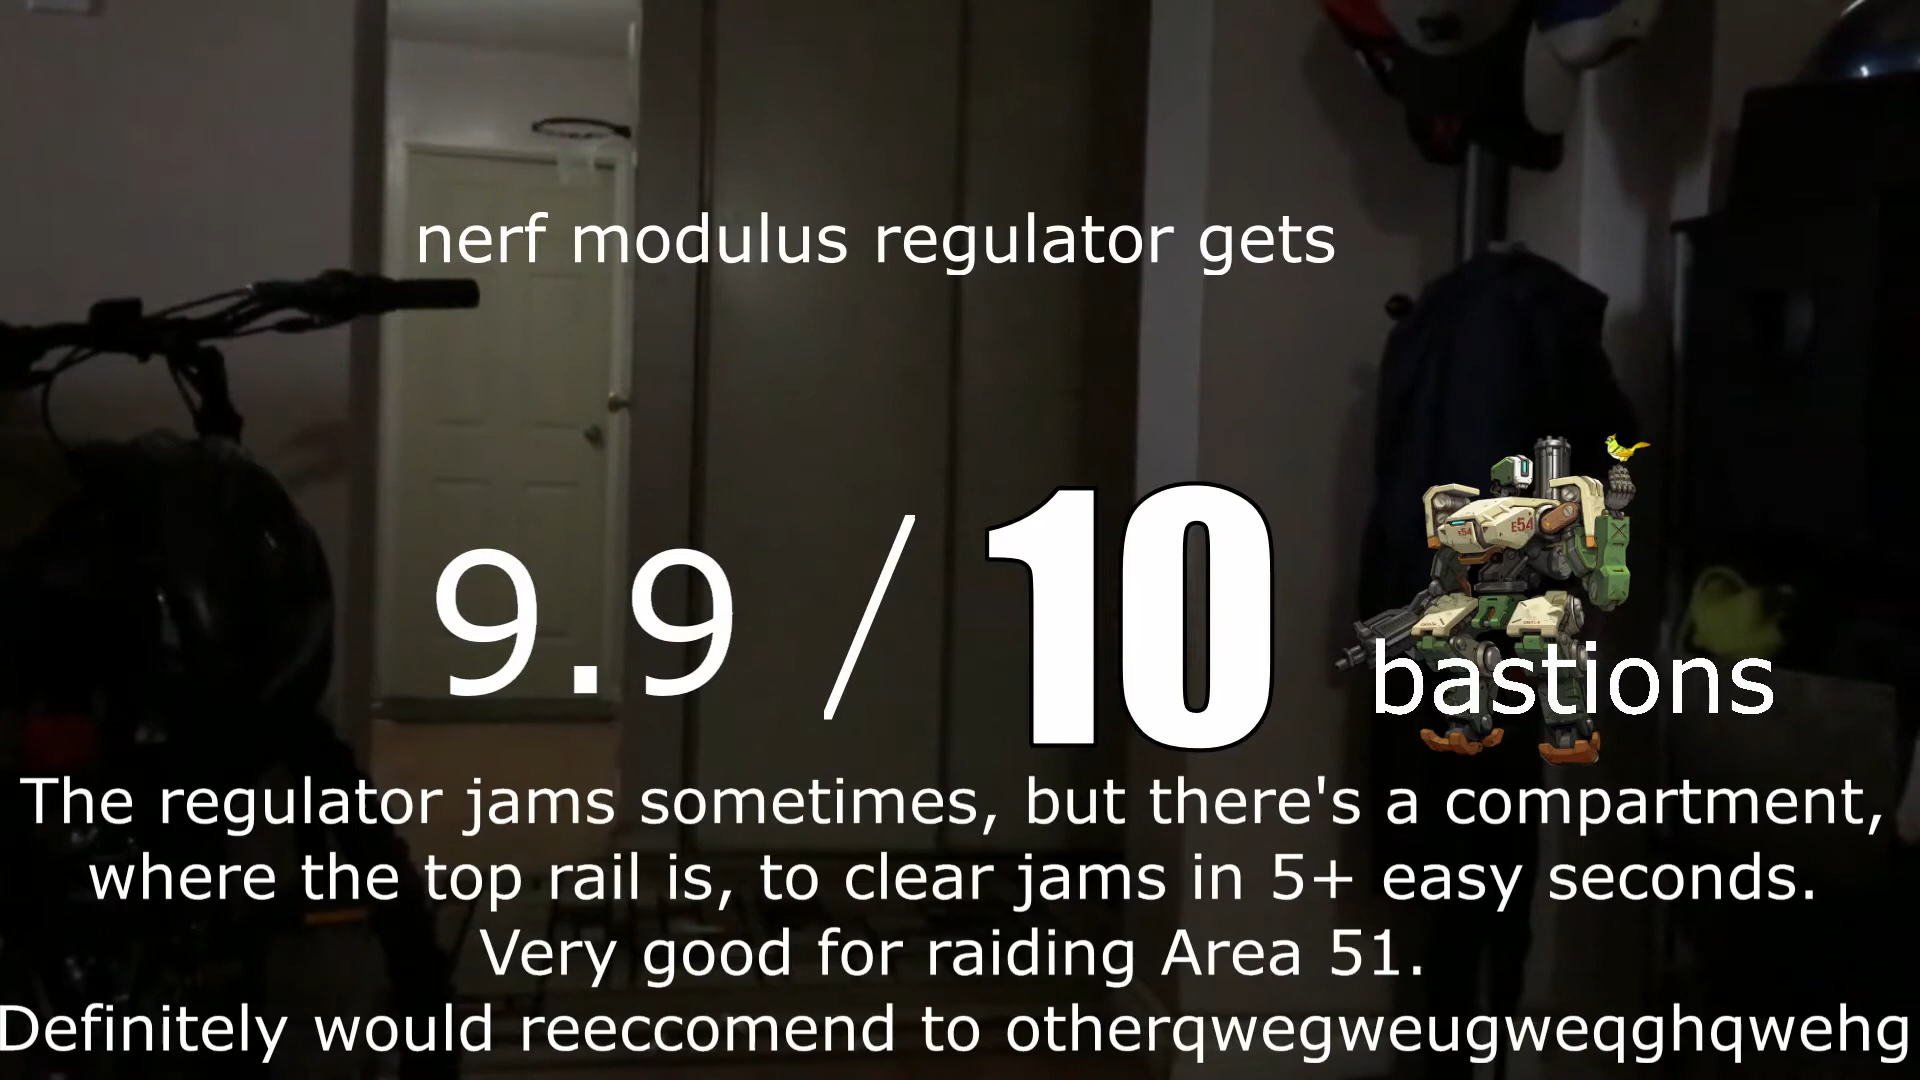 nerf modulus regulator gets
9.9 / 10
E54
E54
bastions
The regulator jams sometimes, but there's a compartment,
where the top rail is, to clear jams in 5+ easy seconds.
Very good for raiding Area 51.
Definitely would reeccomend to otherqwegweugweqghqwehg